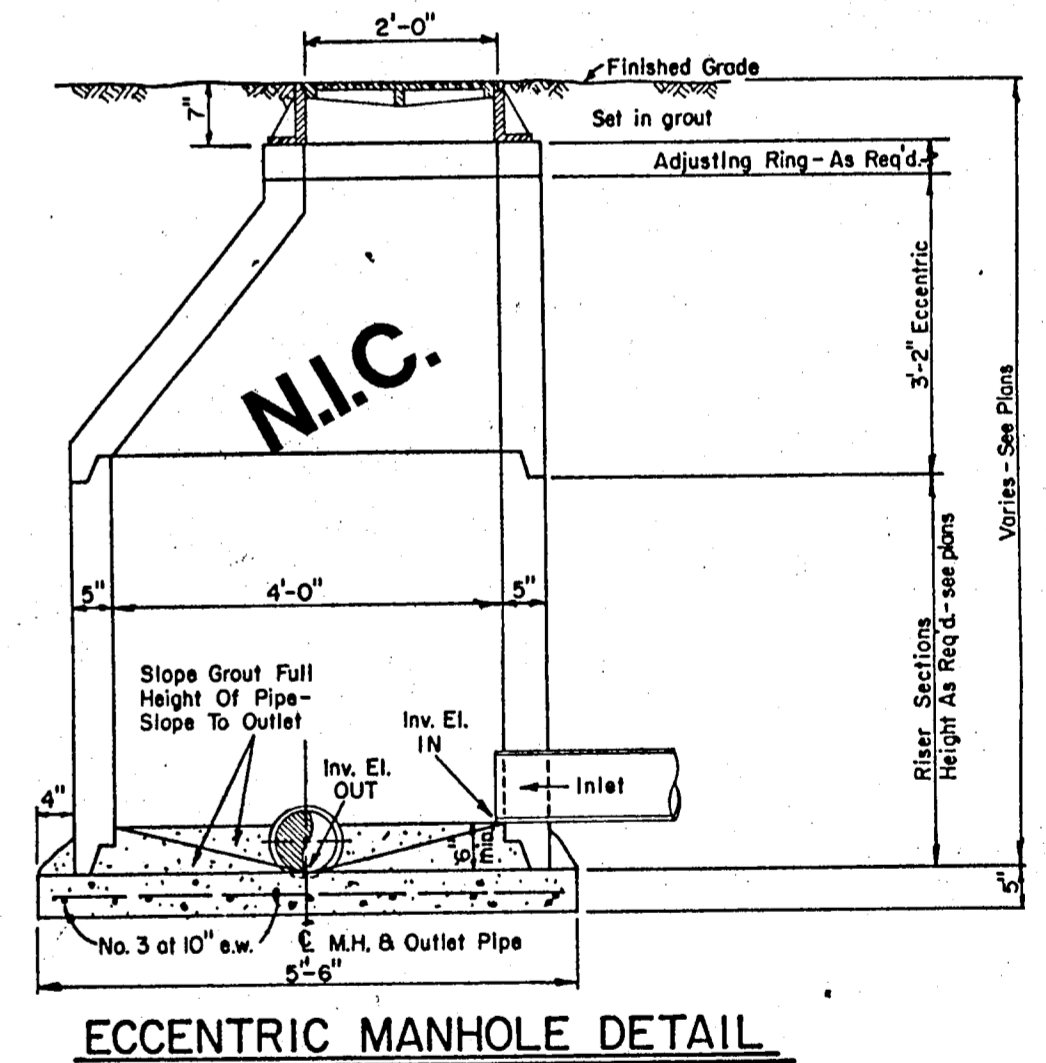 2'-0"
Finished Grade
7"
Set in grout
Adjusting Ring - As Req'd.
3'-2" Eccentric
Varies - See Plans
N.I.C.
5"
4'-0"
5"
Riser Sections
Height As Req'd. - see plans
Slope Grout Full
Height Of Pipe -
Slope To Outlet
Inv. El.
IN
Inv. El.
OUT
Inlet
4"
6"
min.
5"
No. 3 at 10" e.w.
℄ M.H. & Outlet Pipe
5'-6"
ECCENTRIC MANHOLE DETAIL